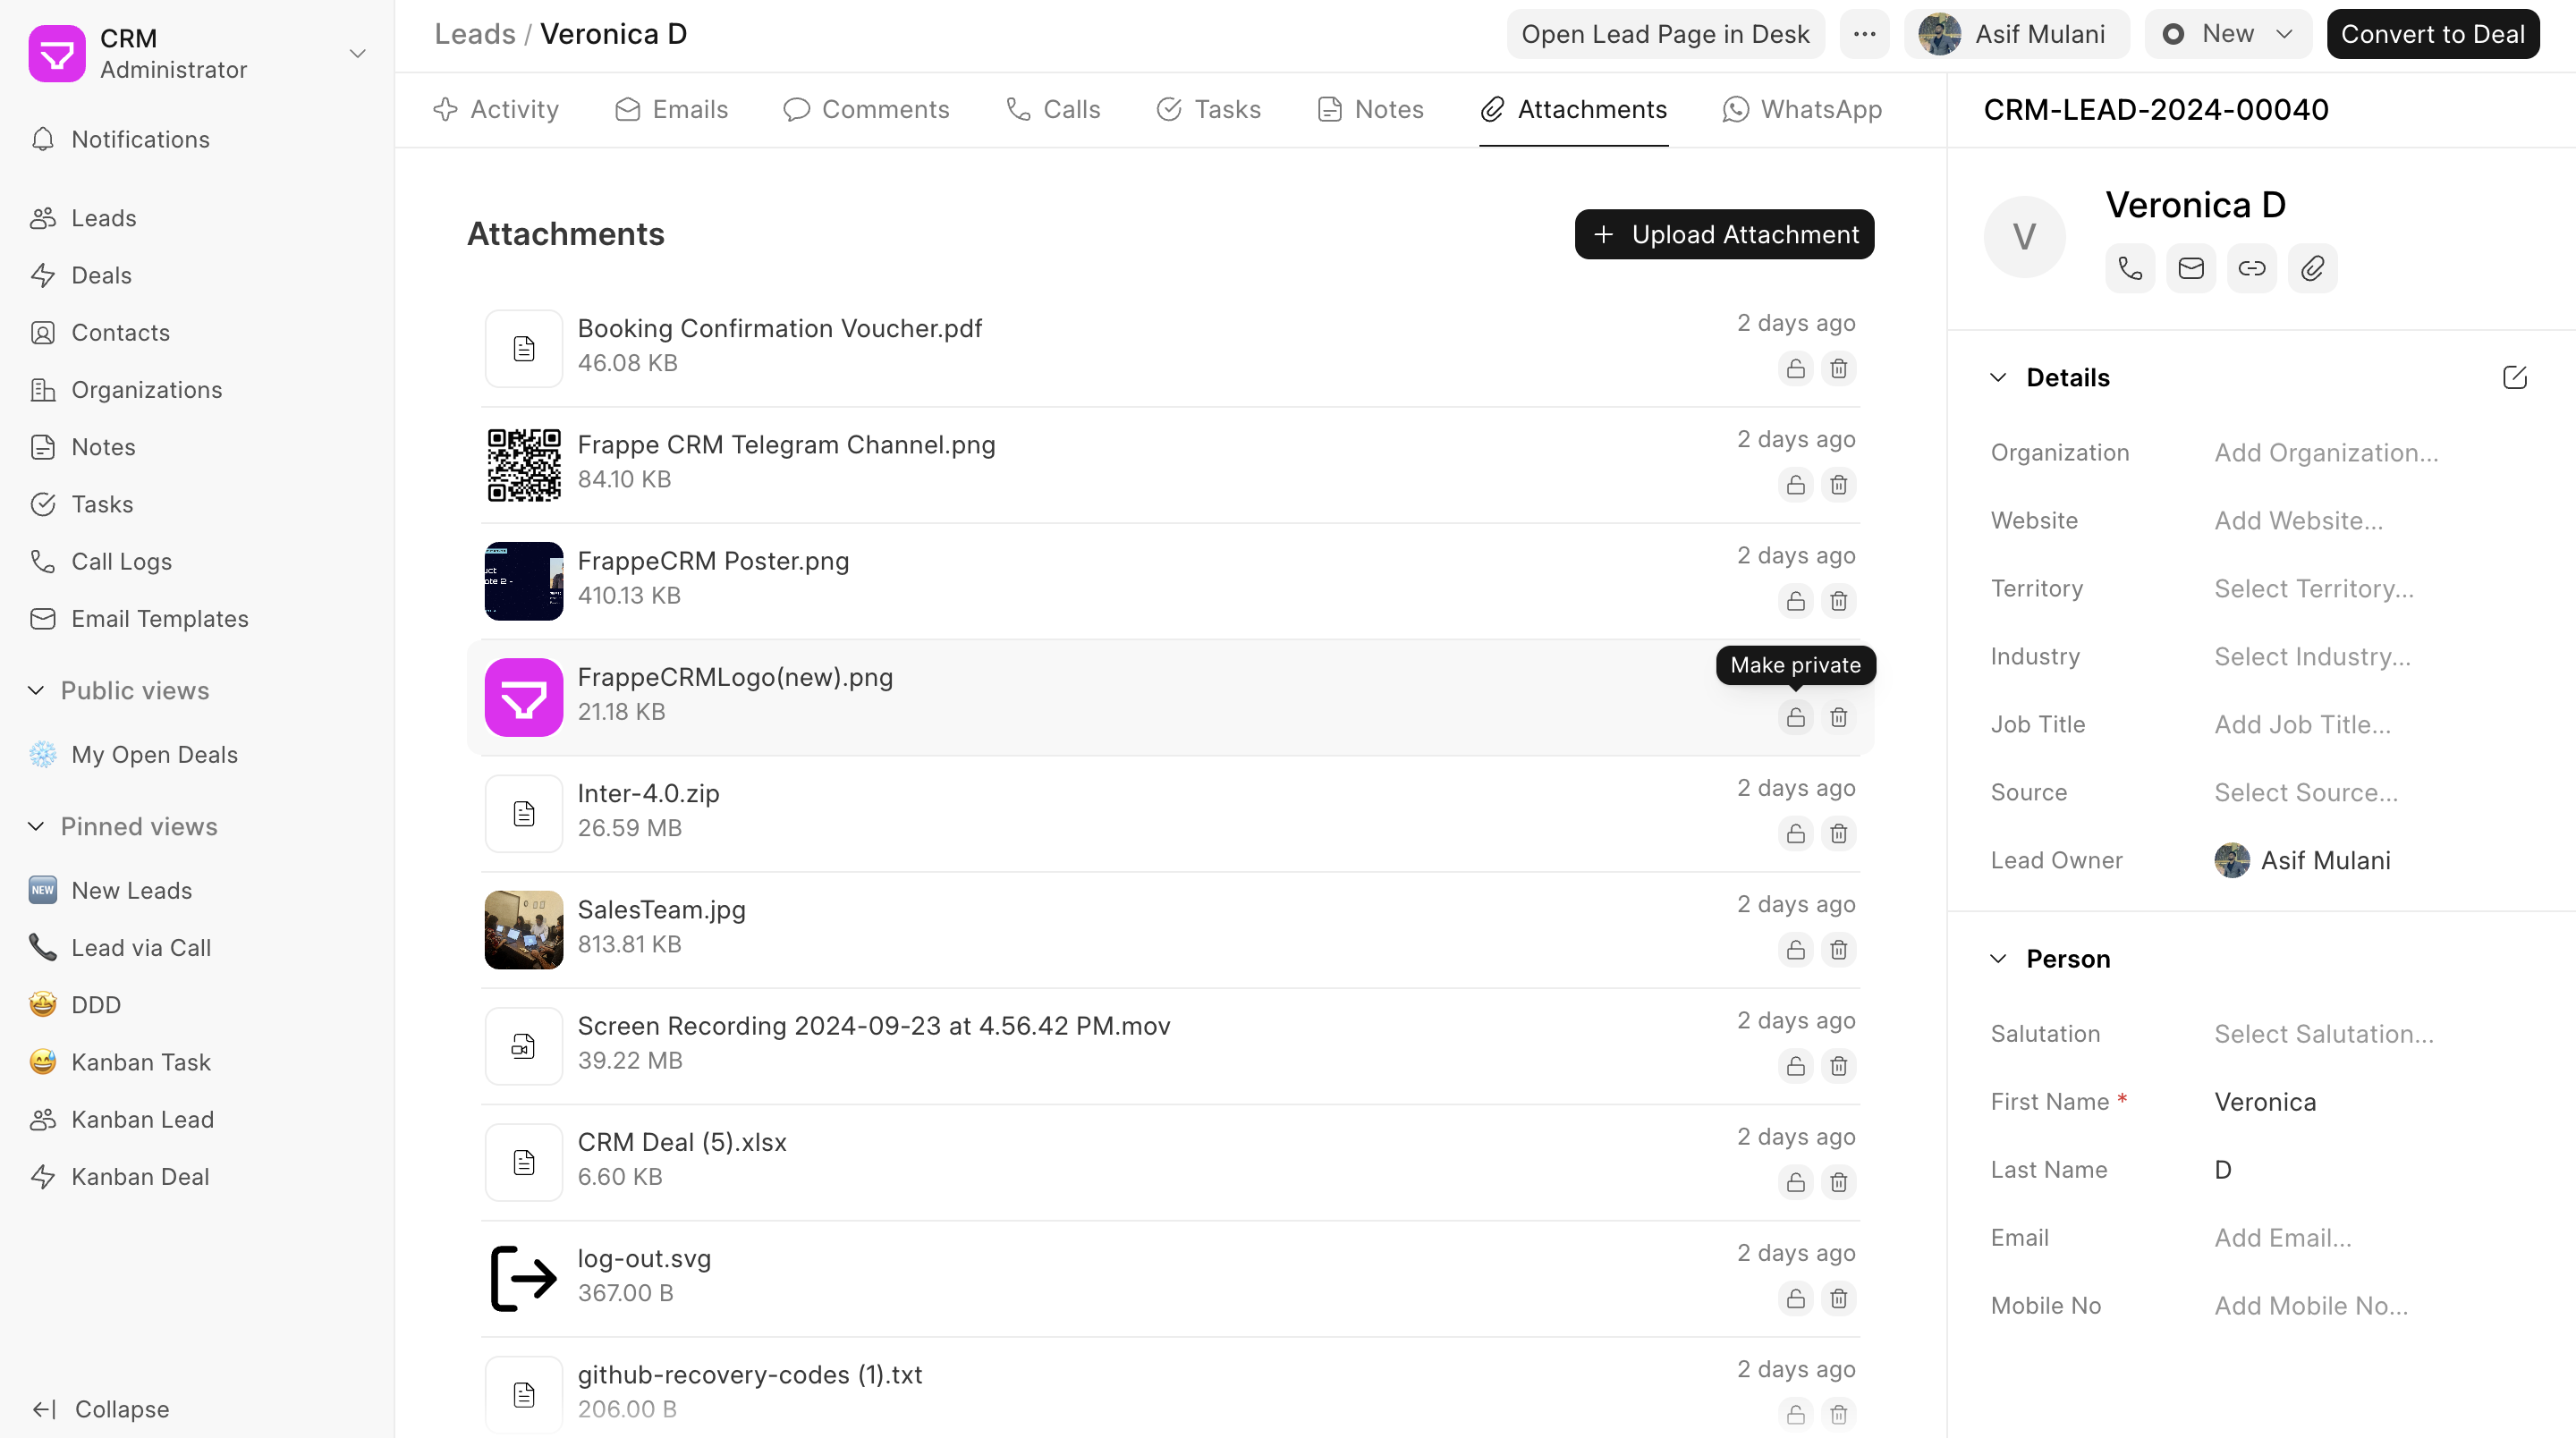 CRM
Administrator
Notifications
Leads
Deals
Contacts
Organizations
Notes
Tasks
Call Logs
Email Templates
Public views
My Open Deals
Pinned views
NEW New Leads
Lead via Call
DDD
Kanban Task
Kanban Lead
Kanban Deal
Collapse
Leads / Veronica D
Open Lead Page in Desk
Asif Mulani
New
Convert to Deal
Activity
Emails
Comments
Calls
Tasks
Notes
Attachments
WhatsApp
Attachments
Upload Attachment
Booking Confirmation Voucher.pdf
46.08 KB
2 days ago
Frappe CRM Telegram Channel.png
84.10 KB
2 days ago
FrappeCRM Poster.png
410.13 KB
2 days ago
FrappeCRMLogo(new).png
21.18 KB
Make private
Inter-4.0.zip
26.59 MB
2 days ago
SalesTeam.jpg
813.81 KB
2 days ago
Screen Recording 2024-09-23 at 4.56.42 PM.mov
39.22 MB
2 days ago
CRM Deal (5).xlsx
6.60 KB
2 days ago
log-out.svg
367.00 B
2 days ago
github-recovery-codes (1).txt
206.00 B
2 days ago
CRM-LEAD-2024-00040
V
Veronica D
Details
Organization
Add Organization...
Website
Add Website...
Territory
Select Territory...
Industry
Select Industry...
Job Title
Add Job Title...
Source
Select Source...
Lead Owner
Asif Mulani
Person
Salutation
Select Salutation...
First Name *
Veronica
Last Name
D
Email
Add Email...
Mobile No
Add Mobile No...